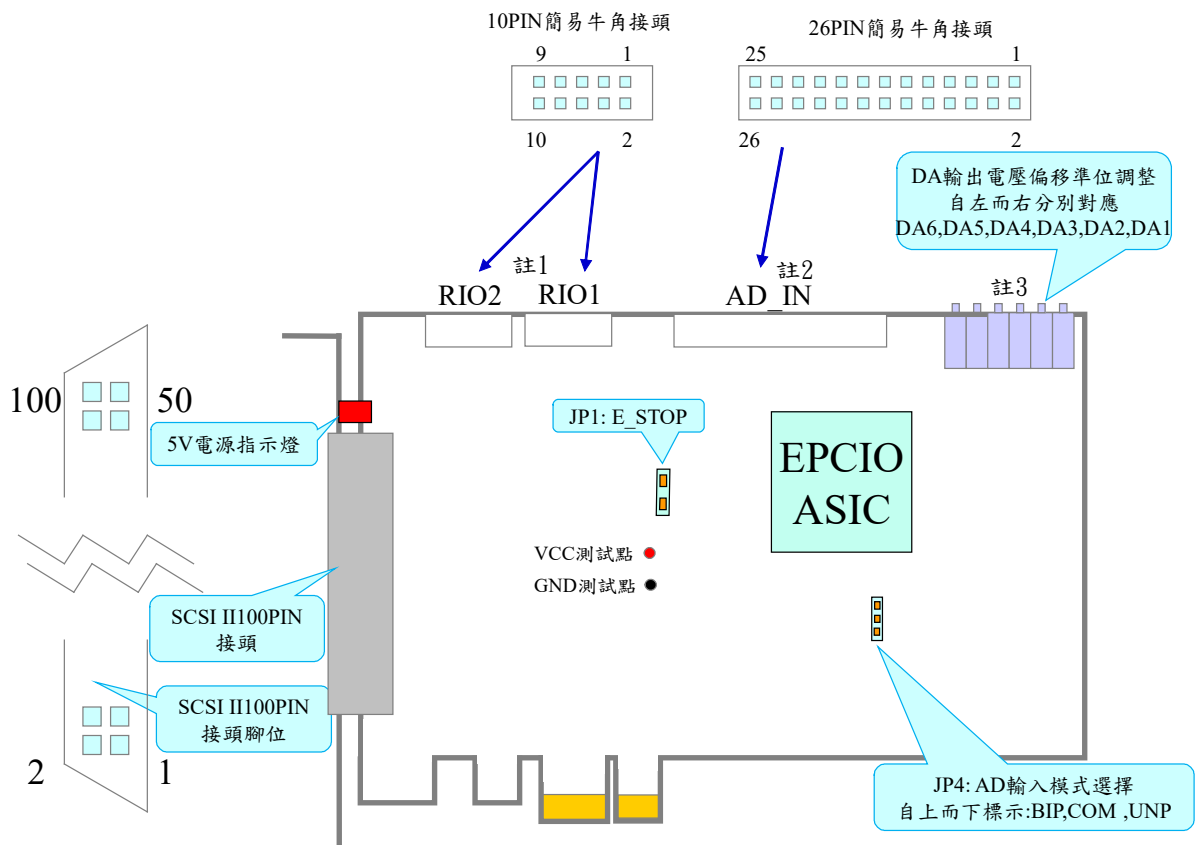 10PIN簡易牛角接頭
26PIN簡易牛角接頭
9 1
25 1
10 2
26 2
DA輸出電壓偏移準位調整
自左而右分別對應
DA6,DA5,DA4,DA3,DA2,DA1
註1
註2
註3
RIO2
RIO1
AD_IN
100
50
5V電源指示燈
JP1: E_STOP
EPCIO
ASIC
VCC測試點
GND測試點
SCSI II100PIN
接頭
SCSI II100PIN
接頭腳位
2
1
JP4: AD輸入模式選擇
自上而下標示:BIP,COM ,UNP